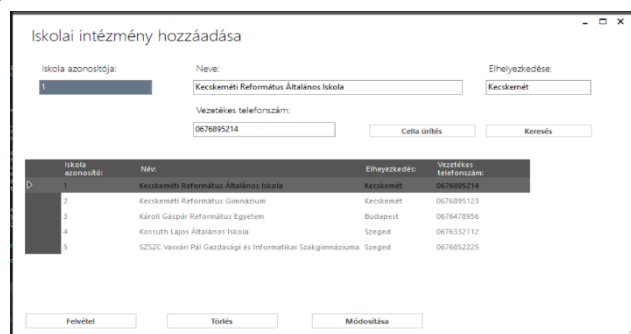 Iskolai intézmény hozzáadása
Iskola azonosítója: Neve: Elhelyezkedése:
1 Kecskeméti Református Általános Iskola Kecskemét
Vezetékes telefonszám:
0676895214 Cella ürítés Keresés
Iskola azonosító: Név: Elheyezkedés: Vezetékes telefonszám:
1 Kecskeméti Református Általános Iskola Kecskemét 0676895214
2 Kecskeméti Református Gimnázium Kecskemét 0676895123
3 Károli Gáspár Református Egyetem Budapest 0676478956
4 Kossuth Lajos Általános Iskola Szeged 0676332112
5 SZSZC Vasvári Pál Gazdasági és Informatikai Szakgimnáziuma Szeged 0676852225
Felvétel Törlés Módosítása